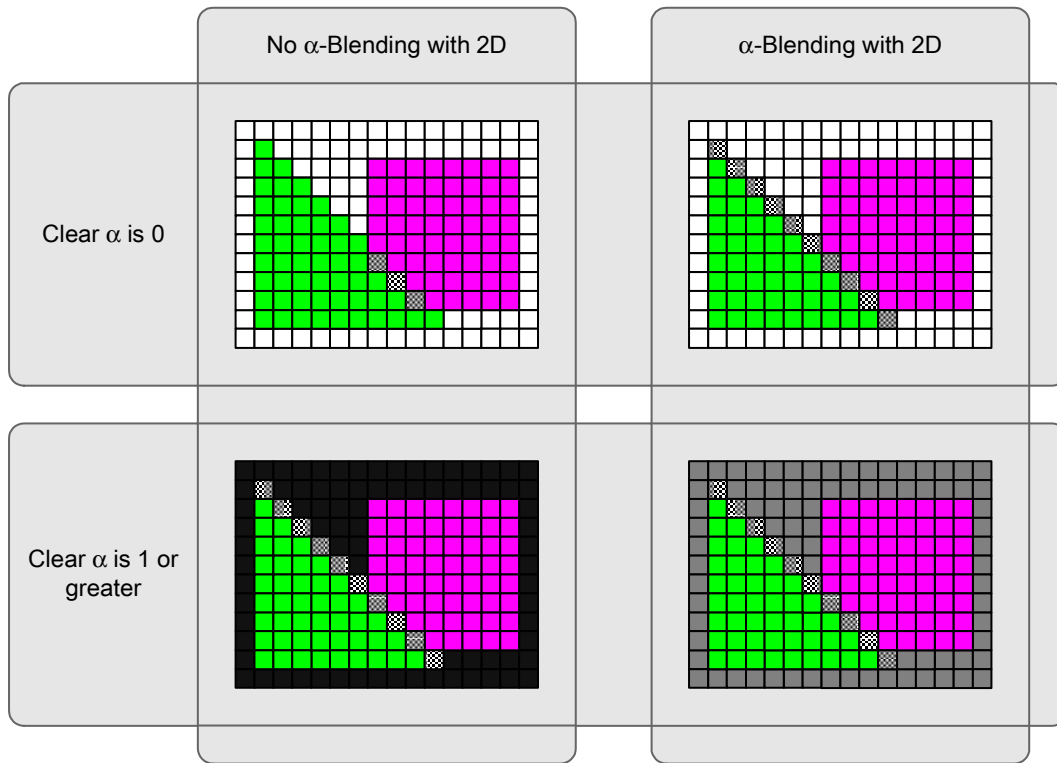 No α-Blending with 2D
α-Blending with 2D
Clear α is 0
Clear α is 1 or
greater